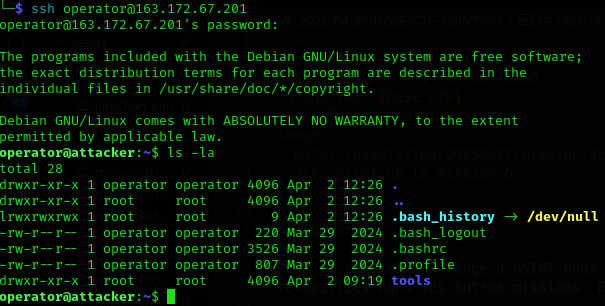 └─$ ssh operator@163.172.67.201
operator@163.172.67.201's password:

The programs included with the Debian GNU/Linux system are free software;
the exact distribution terms for each program are described in the
individual files in /usr/share/doc/*/copyright.

Debian GNU/Linux comes with ABSOLUTELY NO WARRANTY, to the extent
permitted by applicable law.
operator@attacker:~$ ls -la
total 28
drwxr-xr-x 1 operator operator 4096 Apr  2 12:26 .
drwxr-xr-x 1 root     root     4096 Apr  2 12:26 ..
lrwxrwxrwx 1 root     root        9 Apr  2 12:26 .bash_history -> /dev/null
-rw-r--r-- 1 operator operator  220 Mar 29  2024 .bash_logout
-rw-r--r-- 1 operator operator 3526 Mar 29  2024 .bashrc
-rw-r--r-- 1 operator operator  807 Mar 29  2024 .profile
drwxr-xr-x 1 root     root     4096 Apr  2 09:19 tools
operator@attacker:~$